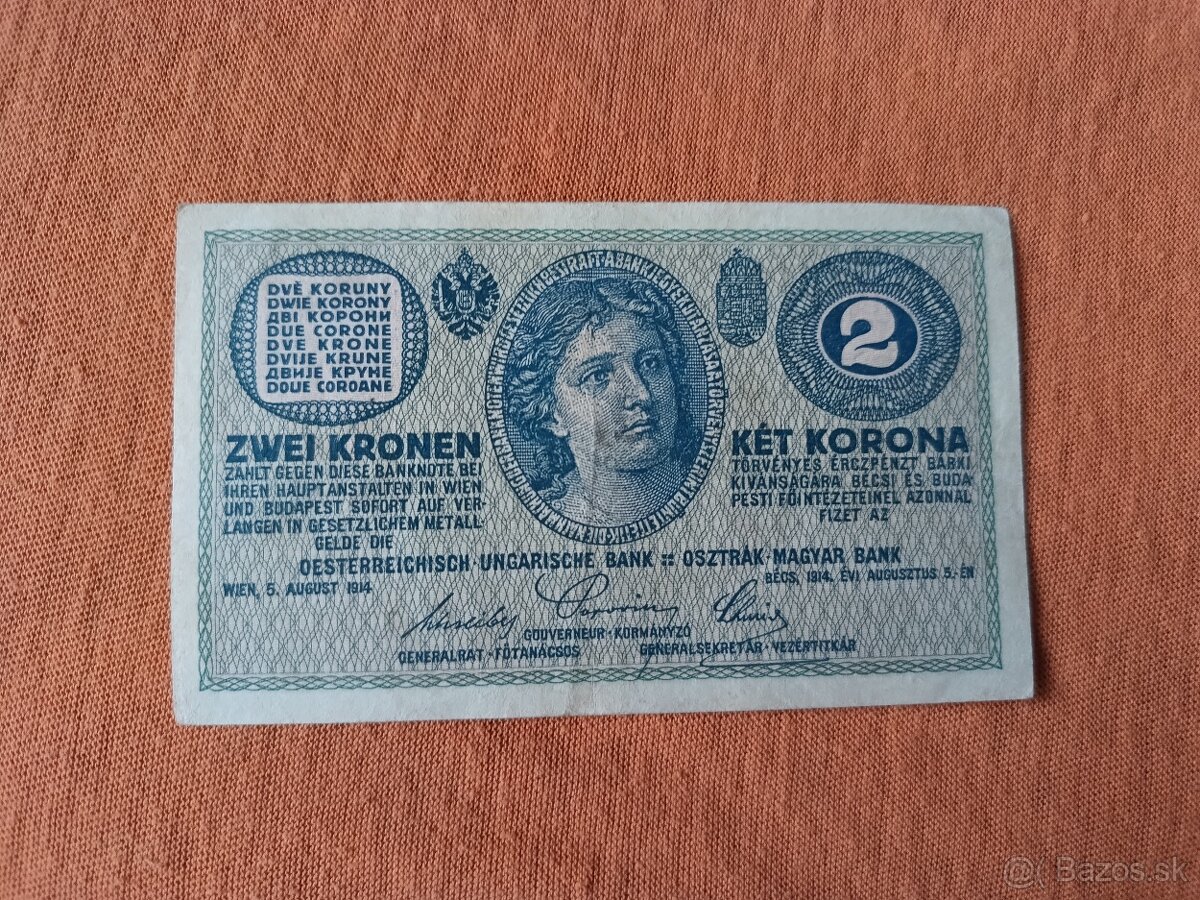 DVĚ KORUNY
DWIE KORONY
ДВІ КОРОНИ
DUE CORONE
DVE KRONE
DVIJE KRUNE
ДВИЈЕ КРУНЕ
DOUE COROANE
2
ZWEI KRONEN
ZAHLT GEGEN DIESE BANKNOTE BEI
IHREN HAUPTANSTALTEN IN WIEN
UND BUDAPEST SOFORT AUF VER-
LANGEN IN GESETZLICHEM METALL-
GELDE DIE
KÉT KORONA
TÖRVÉNYES ÉRCZPÉNZT BÁRKI
KIVÁNSÁGÁRA BÉCSI ÉS BUDA-
PESTI FŐINTÉZETEINÉL AZONNAL
FIZET AZ
OESTERREICHISCH-UNGARISCHE BANK :: OSZTRÁK-MAGYAR BANK
WIEN, 5. AUGUST 1914
BÉCS, 1914. ÉVI AUGUSZTUS 5.-ÉN
GOUVERNEUR-KORMÁNYZÓ
GENERALRAT-FŐTANÁCSOS
GENERALSEKRETÄR-VEZÉRTITKÁR
@( Bazos.sk